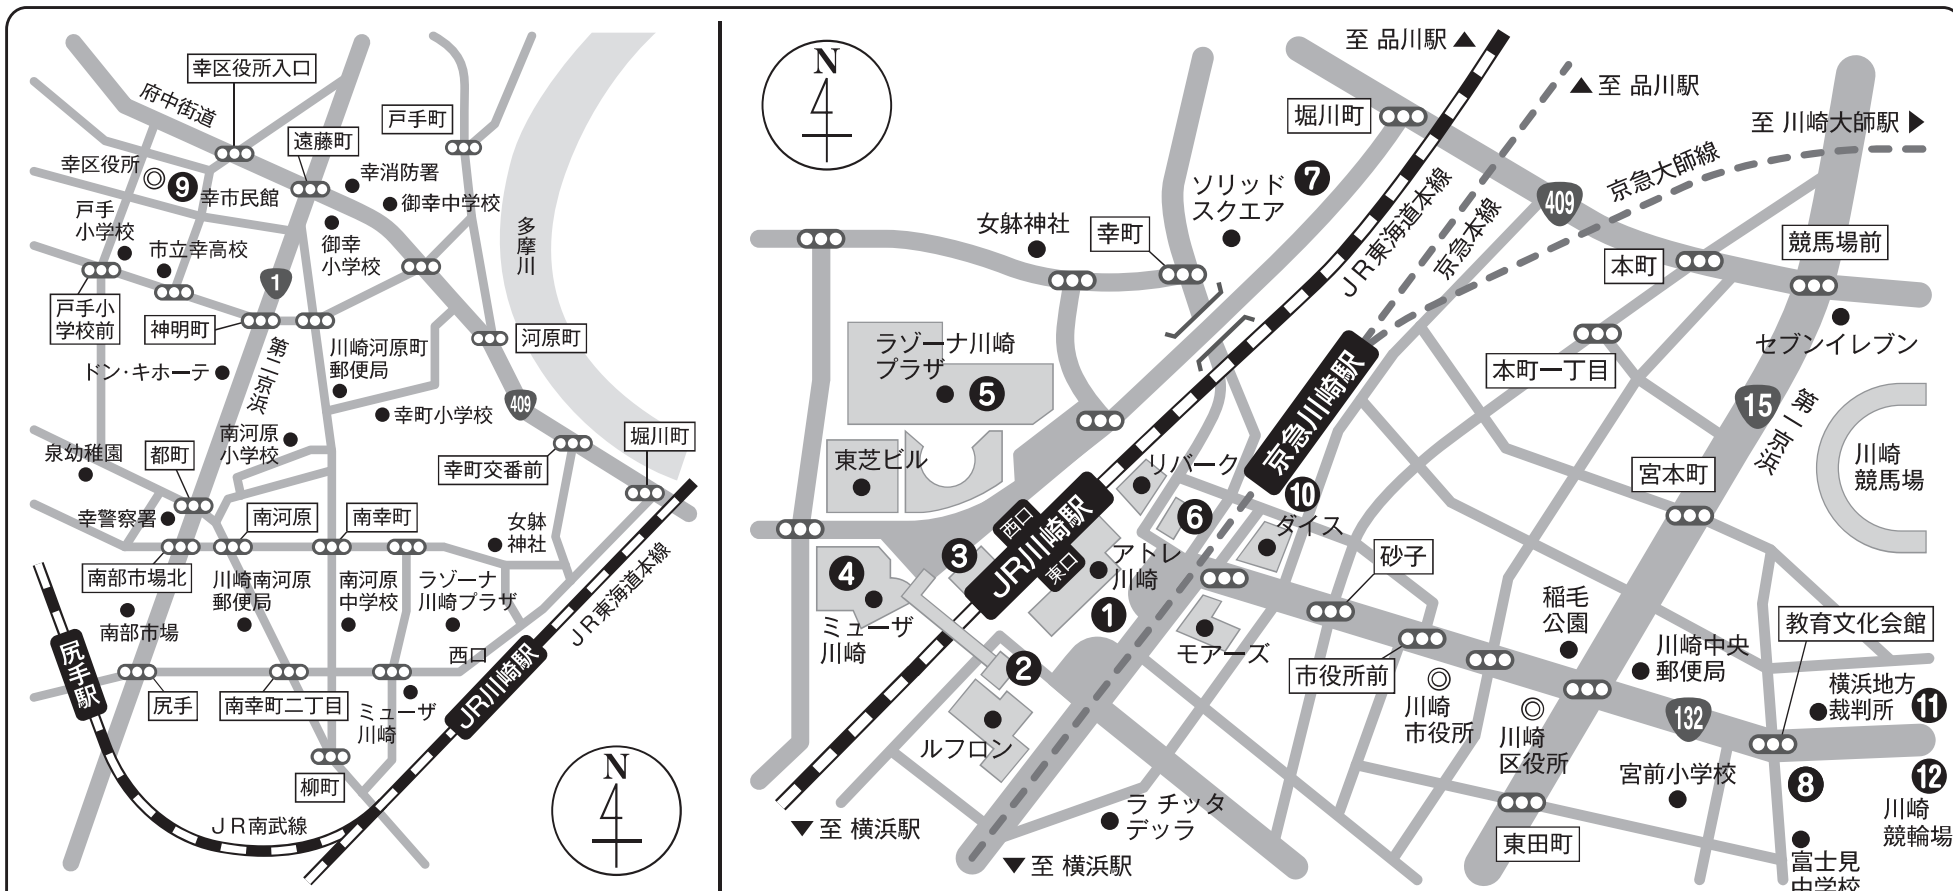 幸区役所入口
府中街道
戸手町
遠藤町
幸区役所
9
幸市民館
幸消防署
御幸中学校
戸手
小学校
市立幸高校
御幸
小学校
多摩川
1
戸手小
学校前
神明町
河原町
ドン・キホーテ
第二京浜
川崎河原町
郵便局
409
幸町小学校
南河原
小学校
泉幼稚園
都町
幸町交番前
堀川町
幸警察署
南河原
南幸町
女躰
神社
南部市場北
川崎南河原
郵便局
南河原
中学校
ラゾーナ
川崎プラザ
南部市場
JR東海道本線
尻手駅
西口
JR川崎駅
尻手
南幸町二丁目
ミューザ
川崎
柳町
JR南武線
N
N
至 品川駅
至 品川駅
堀川町
至 川崎大師駅
ソリッド
スクエア
7
409
京急大師線
女躰神社
幸町
JR東海道本線
京急本線
本町
競馬場前
ラゾーナ川崎
プラザ
5
セブンイレブン
本町一丁目
15
第一京浜
東芝ビル
リバーク
京急川崎駅
10
宮本町
川崎
競馬場
西口
JR川崎駅
東口
6
ダイス
3
アトレ
川崎
砂子
4
1
稲毛
公園
教育文化会館
ミューザ
川崎
モアーズ
川崎中央
郵便局
2
市役所前
横浜地方
裁判所
11
川崎
市役所
132
ルフロン
川崎
区役所
宮前小学校
8
12
ラ チッタ
デッラ
川崎
競輪場
至 横浜駅
東田町
至 横浜駅
富士見
中学校